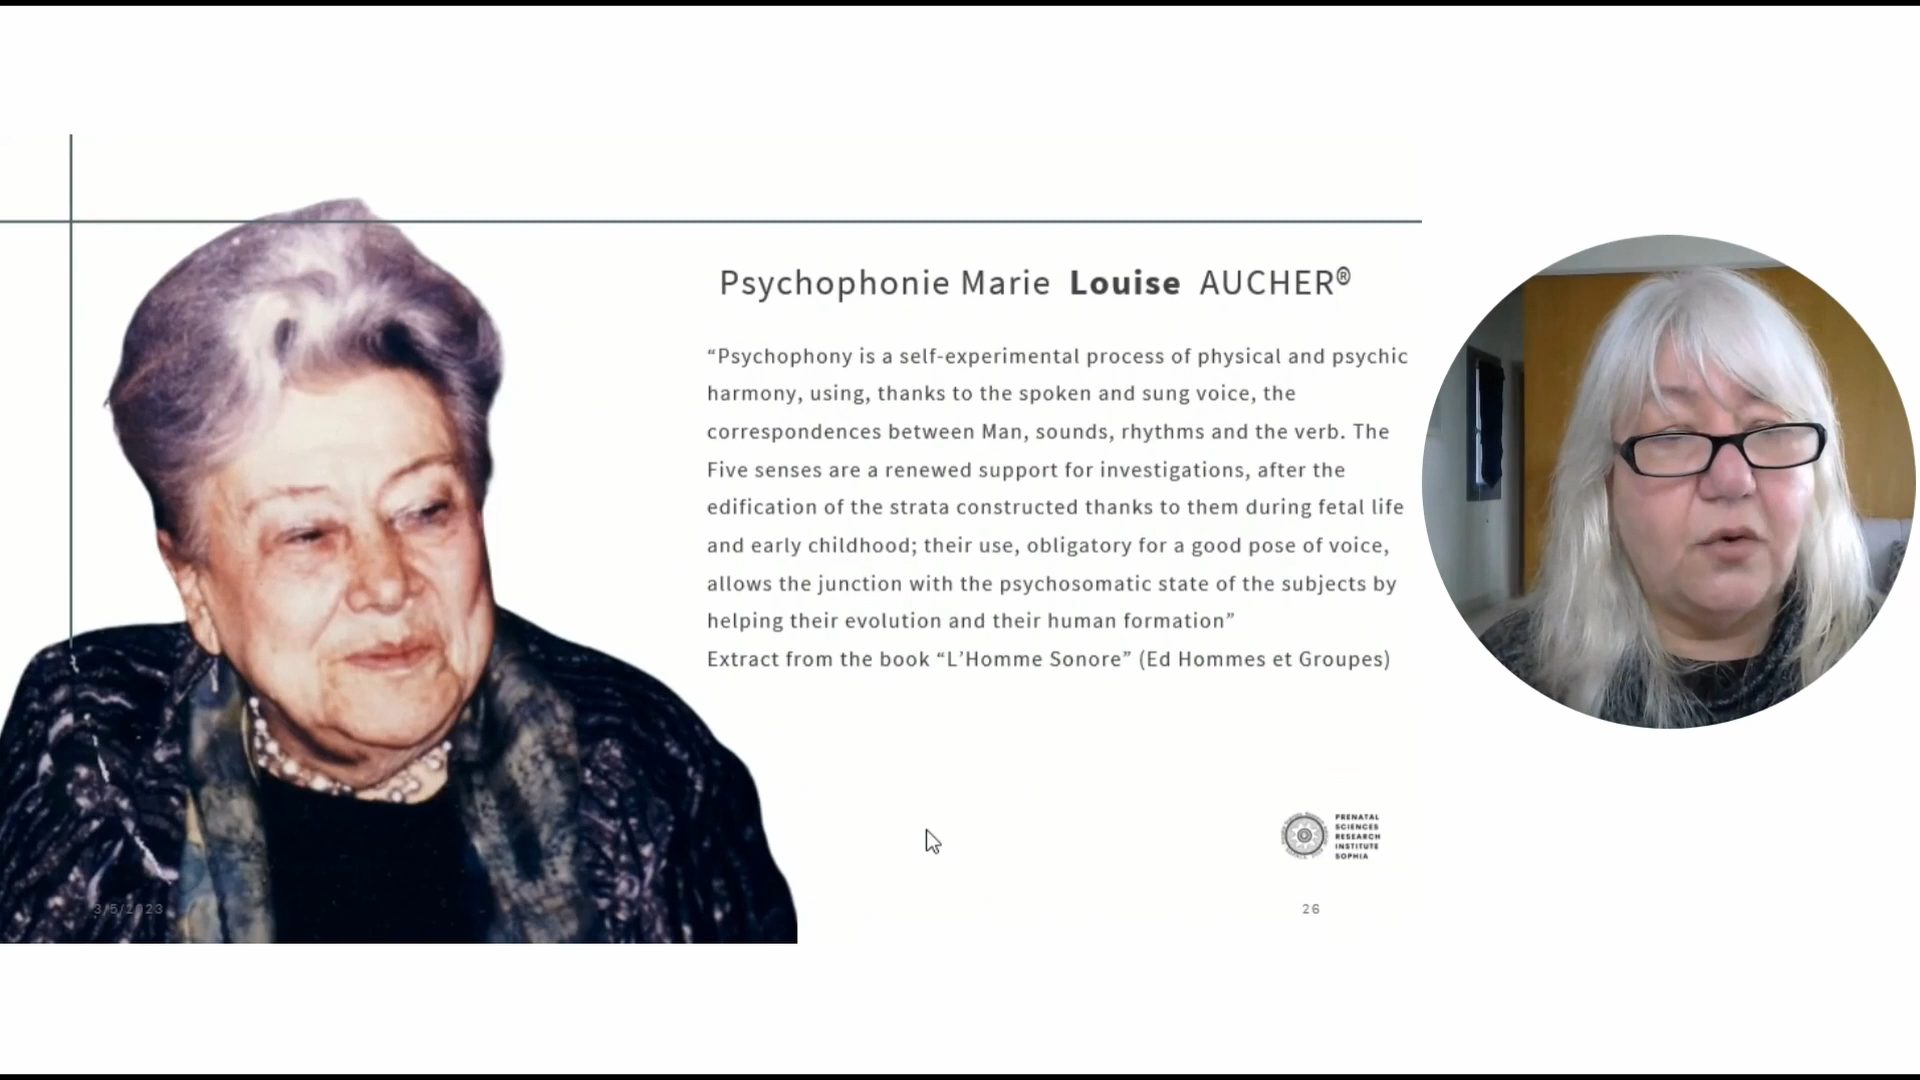 Psychophonie Marie Louise AUCHER®
“Psychophony is a self-experimental process of physical and psychic
harmony, using, thanks to the spoken and sung voice, the
correspondences between Man, sounds, rhythms and the verb. The
Five senses are a renewed support for investigations, after the
edification of the strata constructed thanks to them during fetal life
and early childhood; their use, obligatory for a good pose of voice,
allows the junction with the psychosomatic state of the subjects by
helping their evolution and their human formation”
Extract from the book “L’Homme Sonore” (Ed Hommes et Groupes)
PRENATAL
SCIENCES
RESEARCH
INSTITUTE
SOPHIA
3/5/2023
26